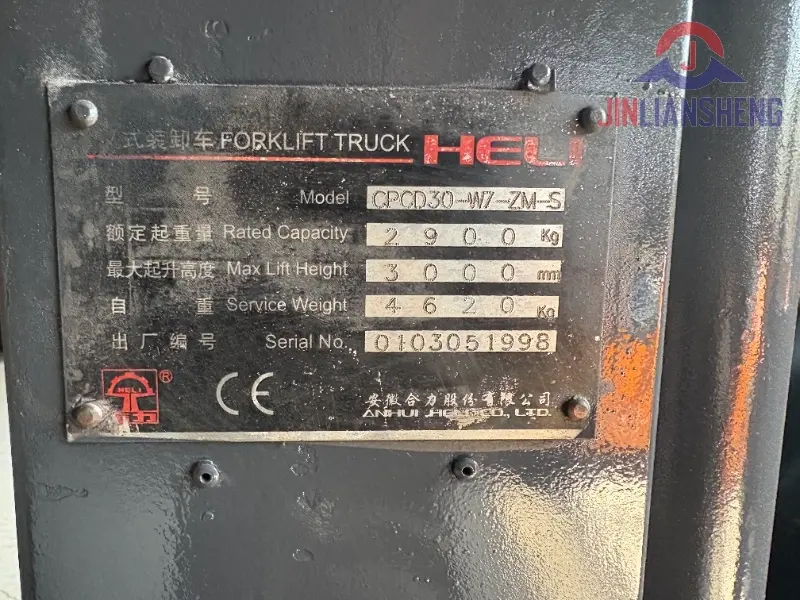 JINLIANSHENG
式装卸车 FORKLIFT TRUCK HELI
型 号 Model CPCD30-W7-ZM-S
额定起重量 Rated Capacity 2900 Kg
最大起升高度 Max Lift Height 3000 mm
自 重 Service Weight 4620 Kg
出厂编号 Serial No. 0103051998
HELI ® CE 安徽合力股份有限公司
ANHUI HELI CO., LTD.